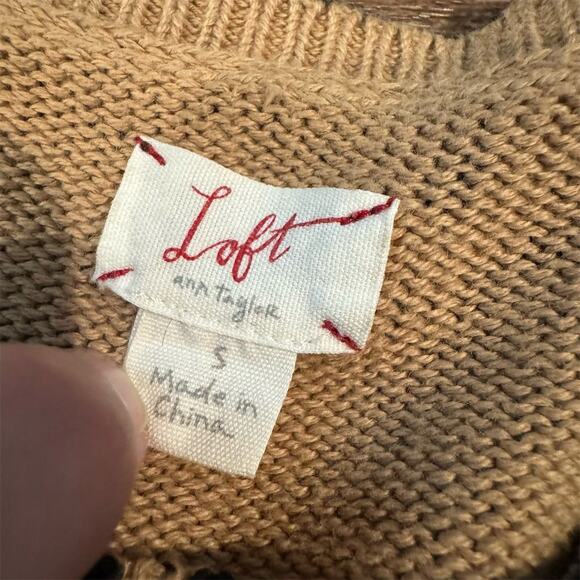 Loft
ann taylor
S
Made in
China